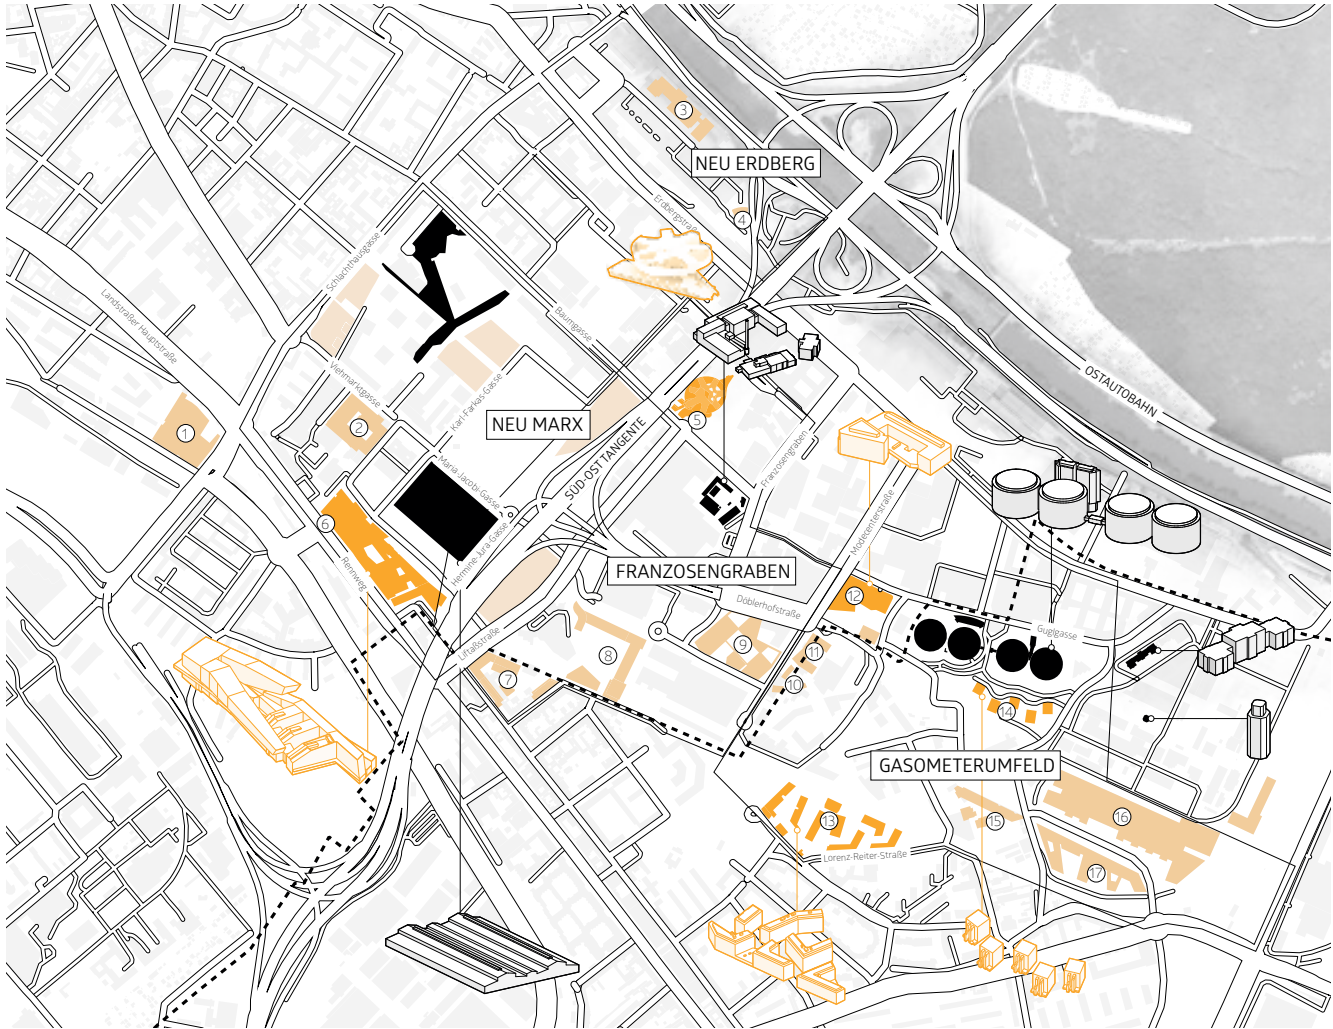 3
NEU ERDBERG
4
Erdbergstraße
Schlachthausgasse
Landstraßer Hauptstraße
Baumgasse
OSTAUTOBAHN
Viehmarktgasse
Karl-Farkas-Gasse
1
2
NEU MARX
5
SÜD-OST TANGENTE
Franzosengraben
Maria-Jacobi-Gasse
6
Modecenterstraße
Hermine-Jursa-Gasse
Rennweg
FRANZOSENGRABEN
12
Döblerhofstraße
Guglgasse
Litfaßstraße
9
11
8
7
10
14
GASOMETERUMFELD
13
15
16
Lorenz-Reiter-Straße
17